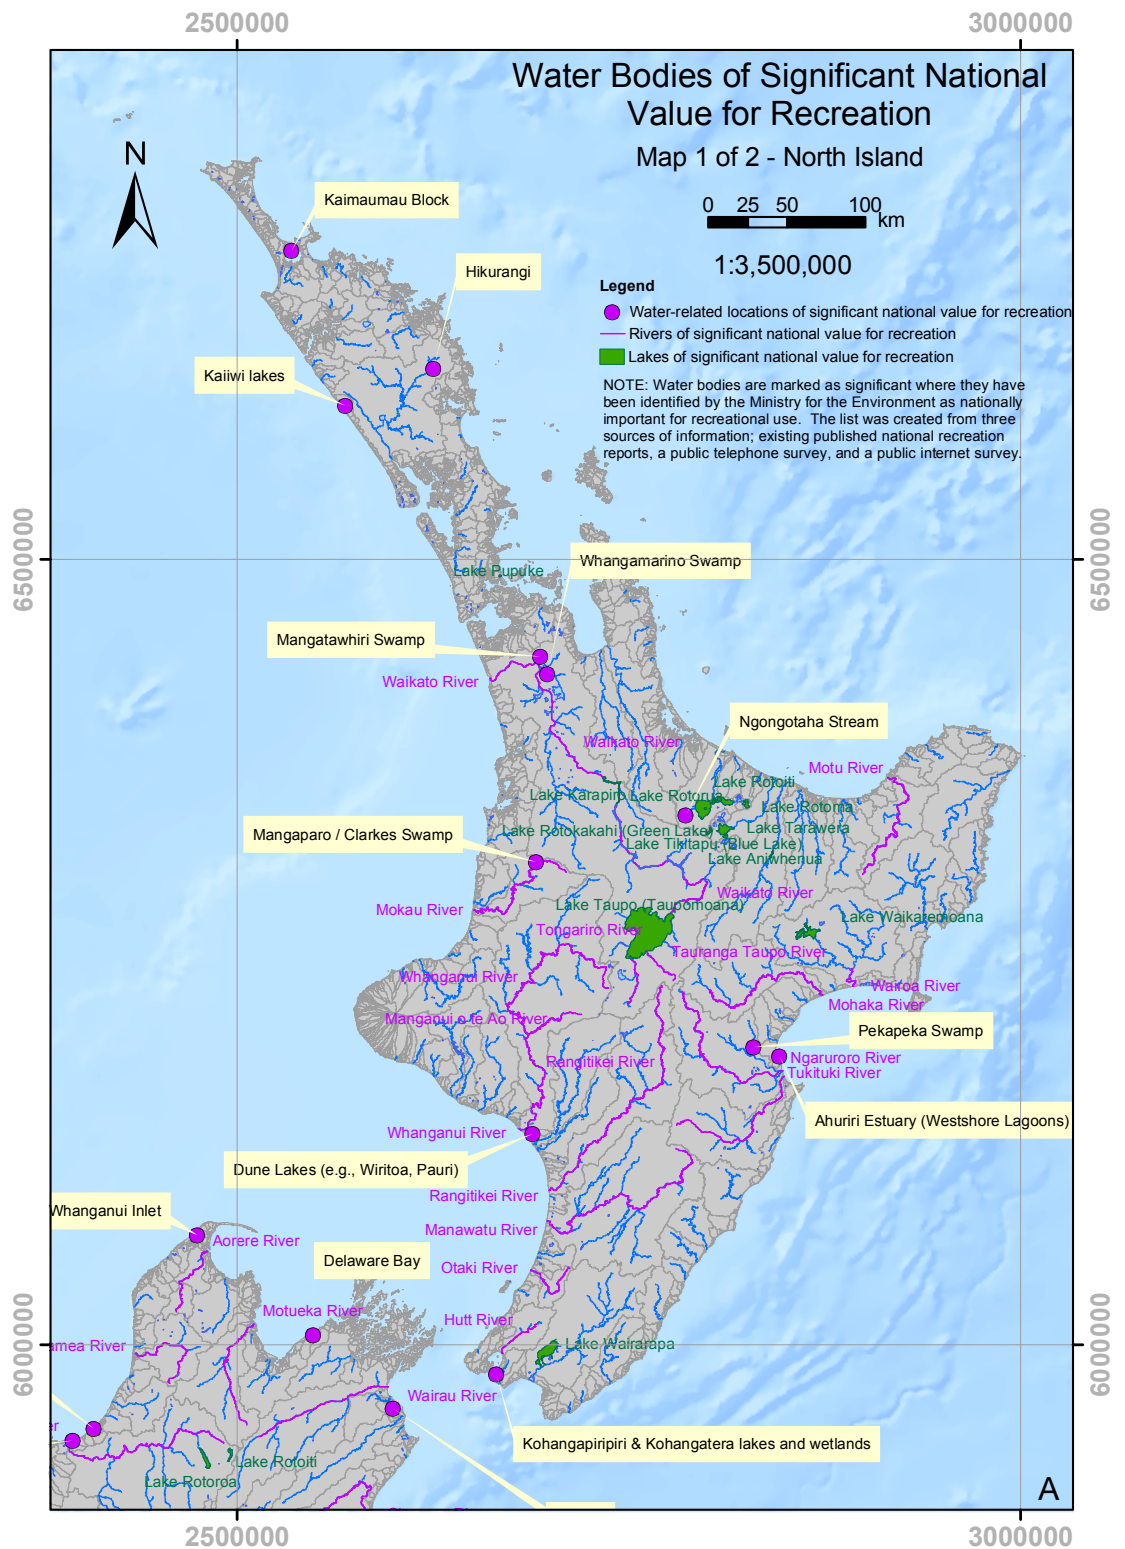 2500000
3000000
Water Bodies of Significant National
Value for Recreation
Map 1 of 2 - North Island
N
0 25 50 100
km
1:3,500,000
Legend
Water-related locations of significant national value for recreation
Rivers of significant national value for recreation
Lakes of significant national value for recreation
NOTE: Water bodies are marked as significant where they have
been identified by the Ministry for the Environment as nationally
important for recreational use. The list was created from three
sources of information; existing published national recreation
reports, a public telephone survey, and a public internet survey.
Kaimaumau Block
Hikurangi
Kaiiwi lakes
6500000
6500000
Whangamarino Swamp
Lake Pupuke
Mangatawhiri Swamp
Waikato River
Ngongotaha Stream
Waikato River
Motu River
Lake Rotoiti
Lake Karapiro
Lake Rotorua
Lake Rotoma
Mangaparo / Clarkes Swamp
Lake Rotokakahi (Green Lake)
Lake Tarawera
Lake Tikitapu (Blue Lake)
Lake Aniwhenua
Waikato River
Mokau River
Lake Taupo (Taupomoana)
Lake Waikaremoana
Tongariro River
Tauranga Taupo River
Whanganui River
Wairoa River
Mohaka River
Manganui o te Ao River
Pekapeka Swamp
Rangitikei River
Ngaruroro River
Tukituki River
Ahuriri Estuary (Westshore Lagoons)
Whanganui River
Dune Lakes (e.g., Wiritoa, Pauri)
Rangitikei River
Whanganui Inlet
Manawatu River
Aorere River
Delaware Bay
Otaki River
Motueka River
Hutt River
6000000
6000000
amea River
Lake Wairarapa
Wairau River
er
Kohangapiripiri & Kohangatera lakes and wetlands
Lake Rotoiti
Lake Rotoroa
A
2500000
3000000